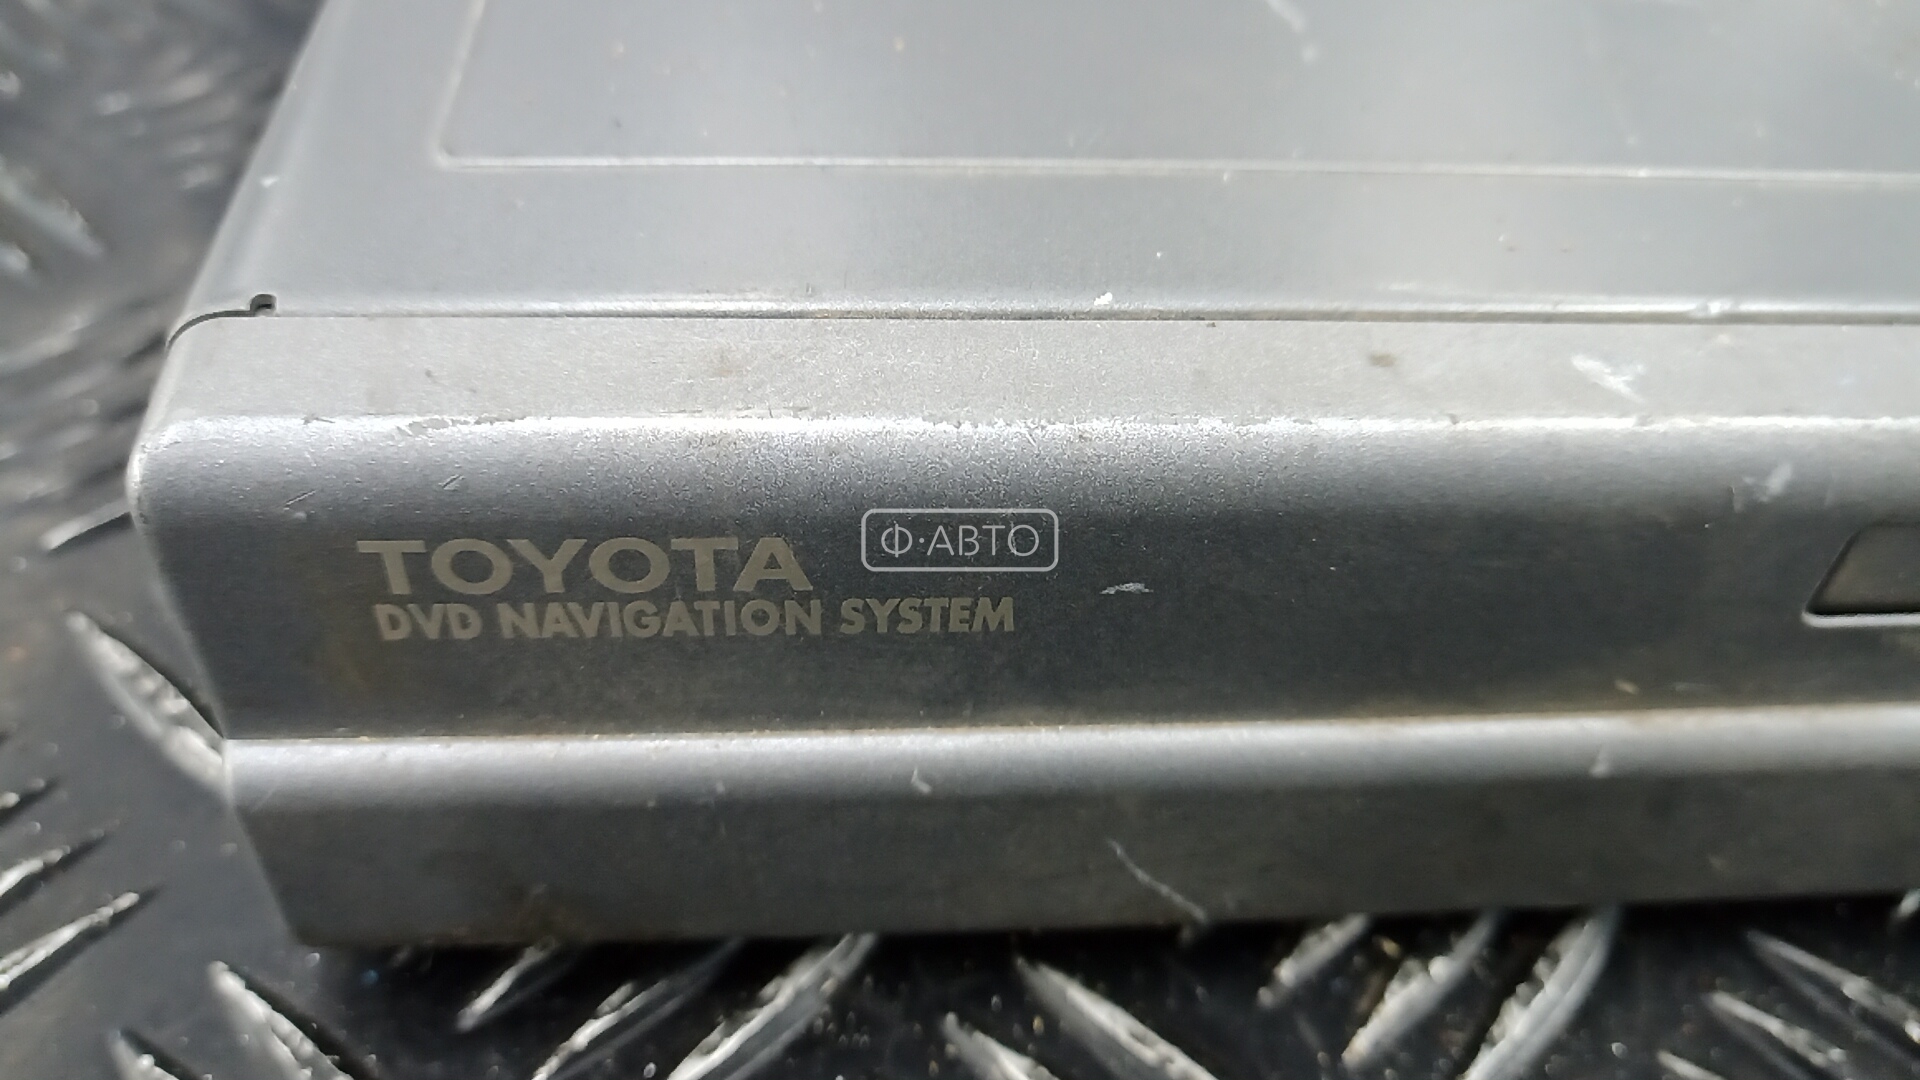 Ф·АВТО
TOYOTA
DVD NAVIGATION SYSTEM